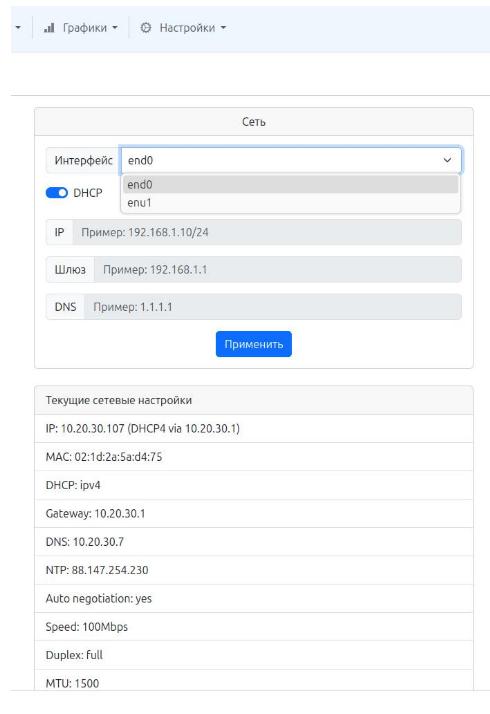 Графики Настройки
Сеть
Интерфейс end0
DHCP
end0
enu1
IP Пример: 192.168.1.10/24
Шлюз Пример: 192.168.1.1
DNS Пример: 1.1.1.1
Применить
Текущие сетевые настройки
IP: 10.20.30.107 (DHCP4 via 10.20.30.1)
MAC: 02:1d:2a:5a:d4:75
DHCP: ipv4
Gateway: 10.20.30.1
DNS: 10.20.30.7
NTP: 88.147.254.230
Auto negotiation: yes
Speed: 100Mbps
Duplex: full
MTU: 1500